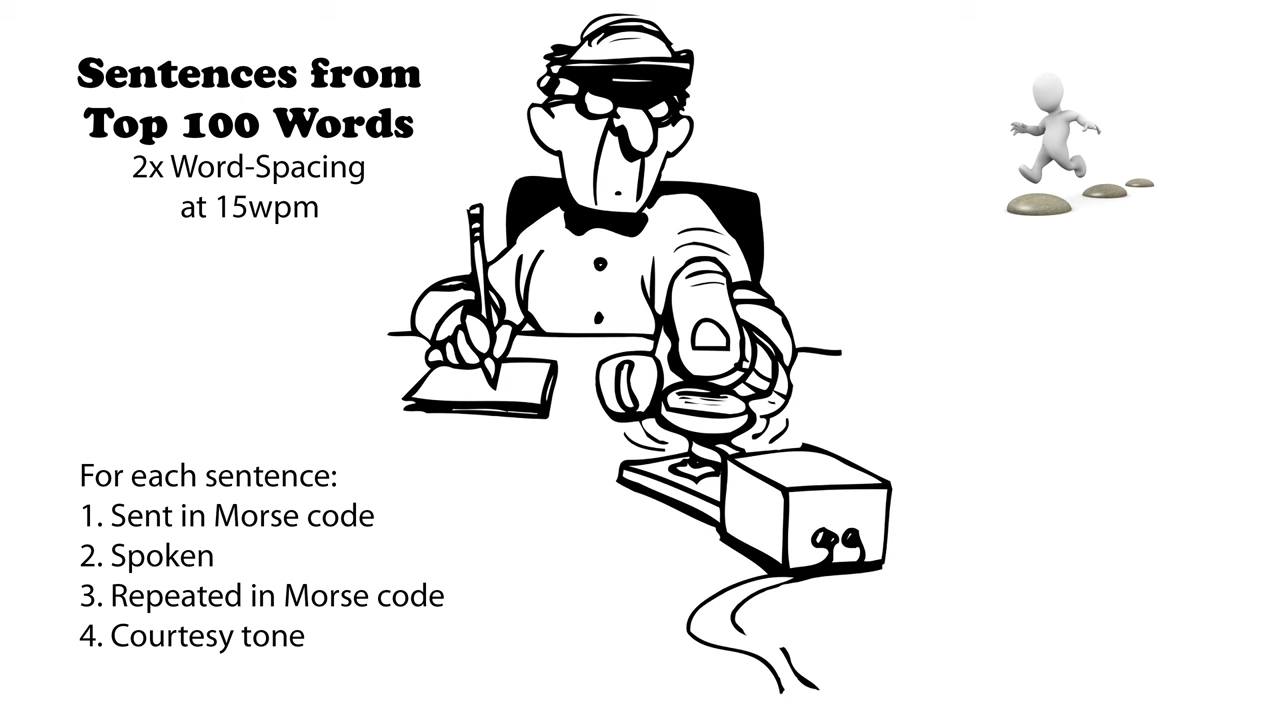 Sentences from
Top 100 Words
2x Word-Spacing
at 15wpm
For each sentence:
1. Sent in Morse code
2. Spoken
3. Repeated in Morse code
4. Courtesy tone